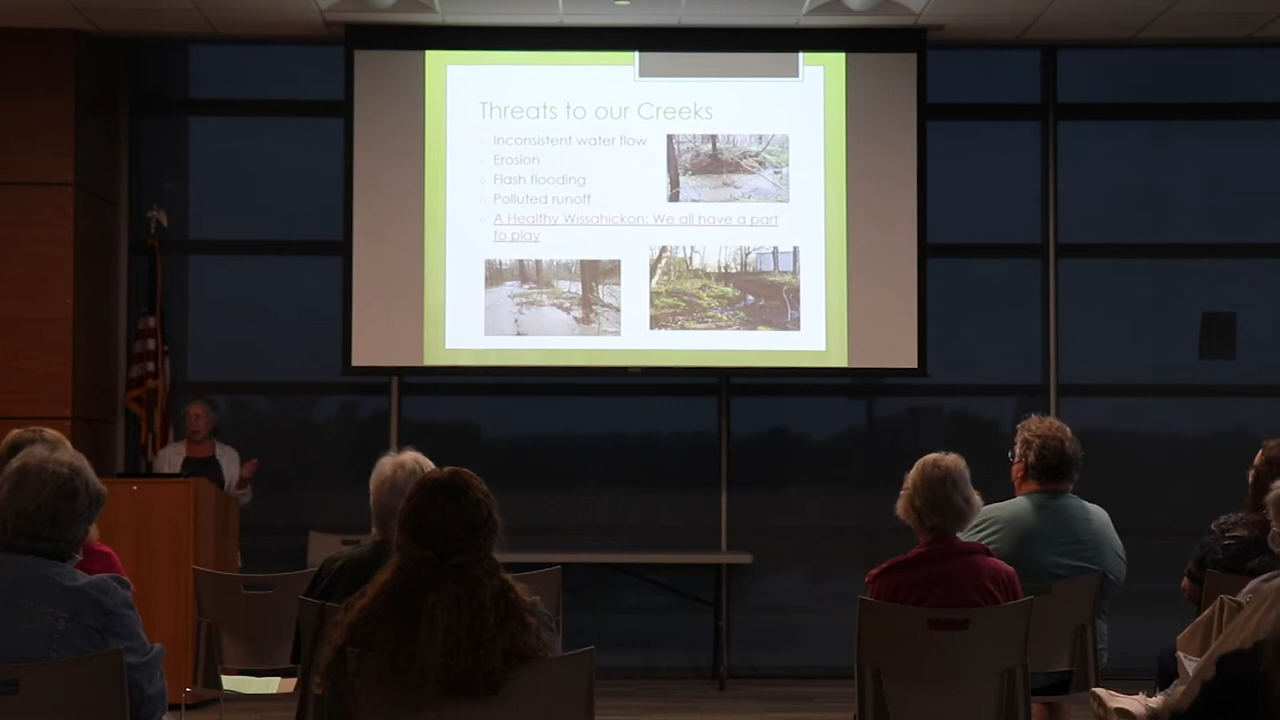 Threats to our Creeks
Inconsistent water flow
Erosion
Flash flooding
Polluted runoff
A Healthy Wissahickon: We all have a part
to play